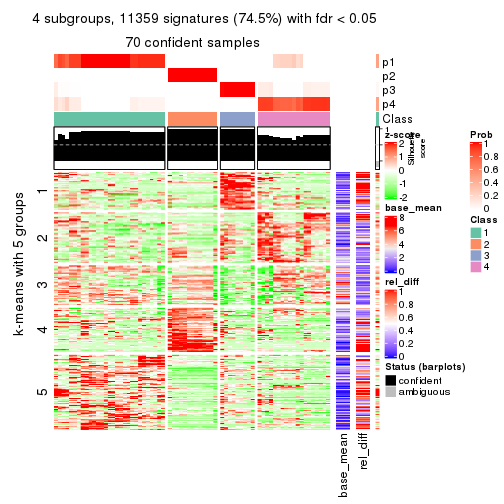 4 subgroups, 11359 signatures (74.5%) with fdr < 0.05
70 confident samples
p1
p2
p3
p4
Class
1
0
Silhouette
score
k-means with 5 groups
1
2
3
4
5
base_mean
rel_diff
z-score
2
1
0
-1
-2
base_mean
8
6
4
2
0
rel_diff
1
0.8
0.6
0.4
0.2
0
Status (barplots)
confident
ambiguous
Prob
1
0.8
0.6
0.4
0.2
0
Class
1
2
3
4